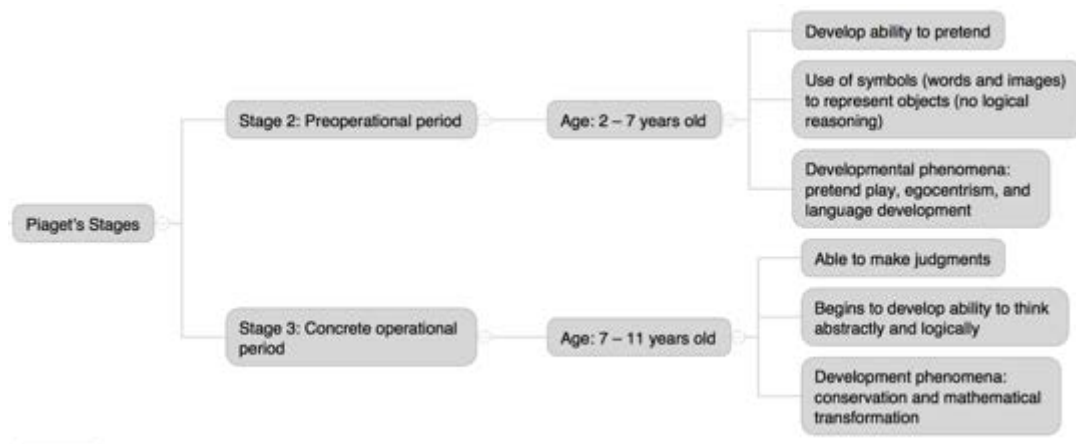 Piaget's Stages
Stage 2: Preoperational period
Age: 2 – 7 years old
Develop ability to pretend
Use of symbols (words and images)
to represent objects (no logical
reasoning)
Developmental phenomena:
pretend play, egocentrism, and
language development
Stage 3: Concrete operational
period
Age: 7 – 11 years old
Able to make judgments
Begins to develop ability to think
abstractly and logically
Development phenomena:
conservation and mathematical
transformation